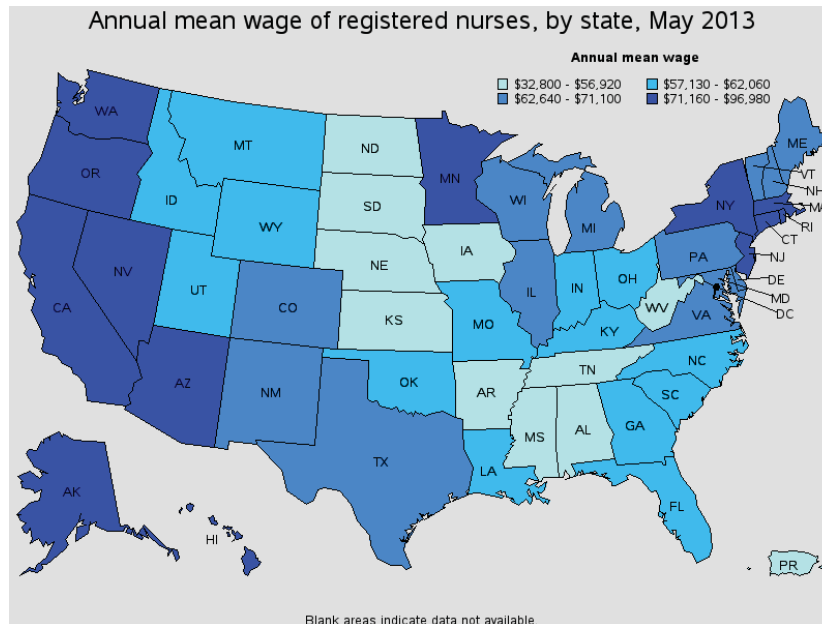 Annual mean wage of registered nurses, by state, May 2013
Annual mean wage
$32,800 - $56,920 $57,130 - $62,060
$62,640 - $71,100 $71,160 - $96,980
WA
MT
ND
MN
ME
OR
ID
SD
WI
MI
NY
VT
NH
MA
RI
CT
WY
IA
PA
NJ
NV
UT
NE
IL
IN
OH
DE
MD
DC
CA
CO
KS
MO
WV
VA
KY
AZ
NM
OK
AR
TN
NC
SC
MS
AL
GA
TX
LA
FL
AK
HI
PR
Blank areas indicate data not available.